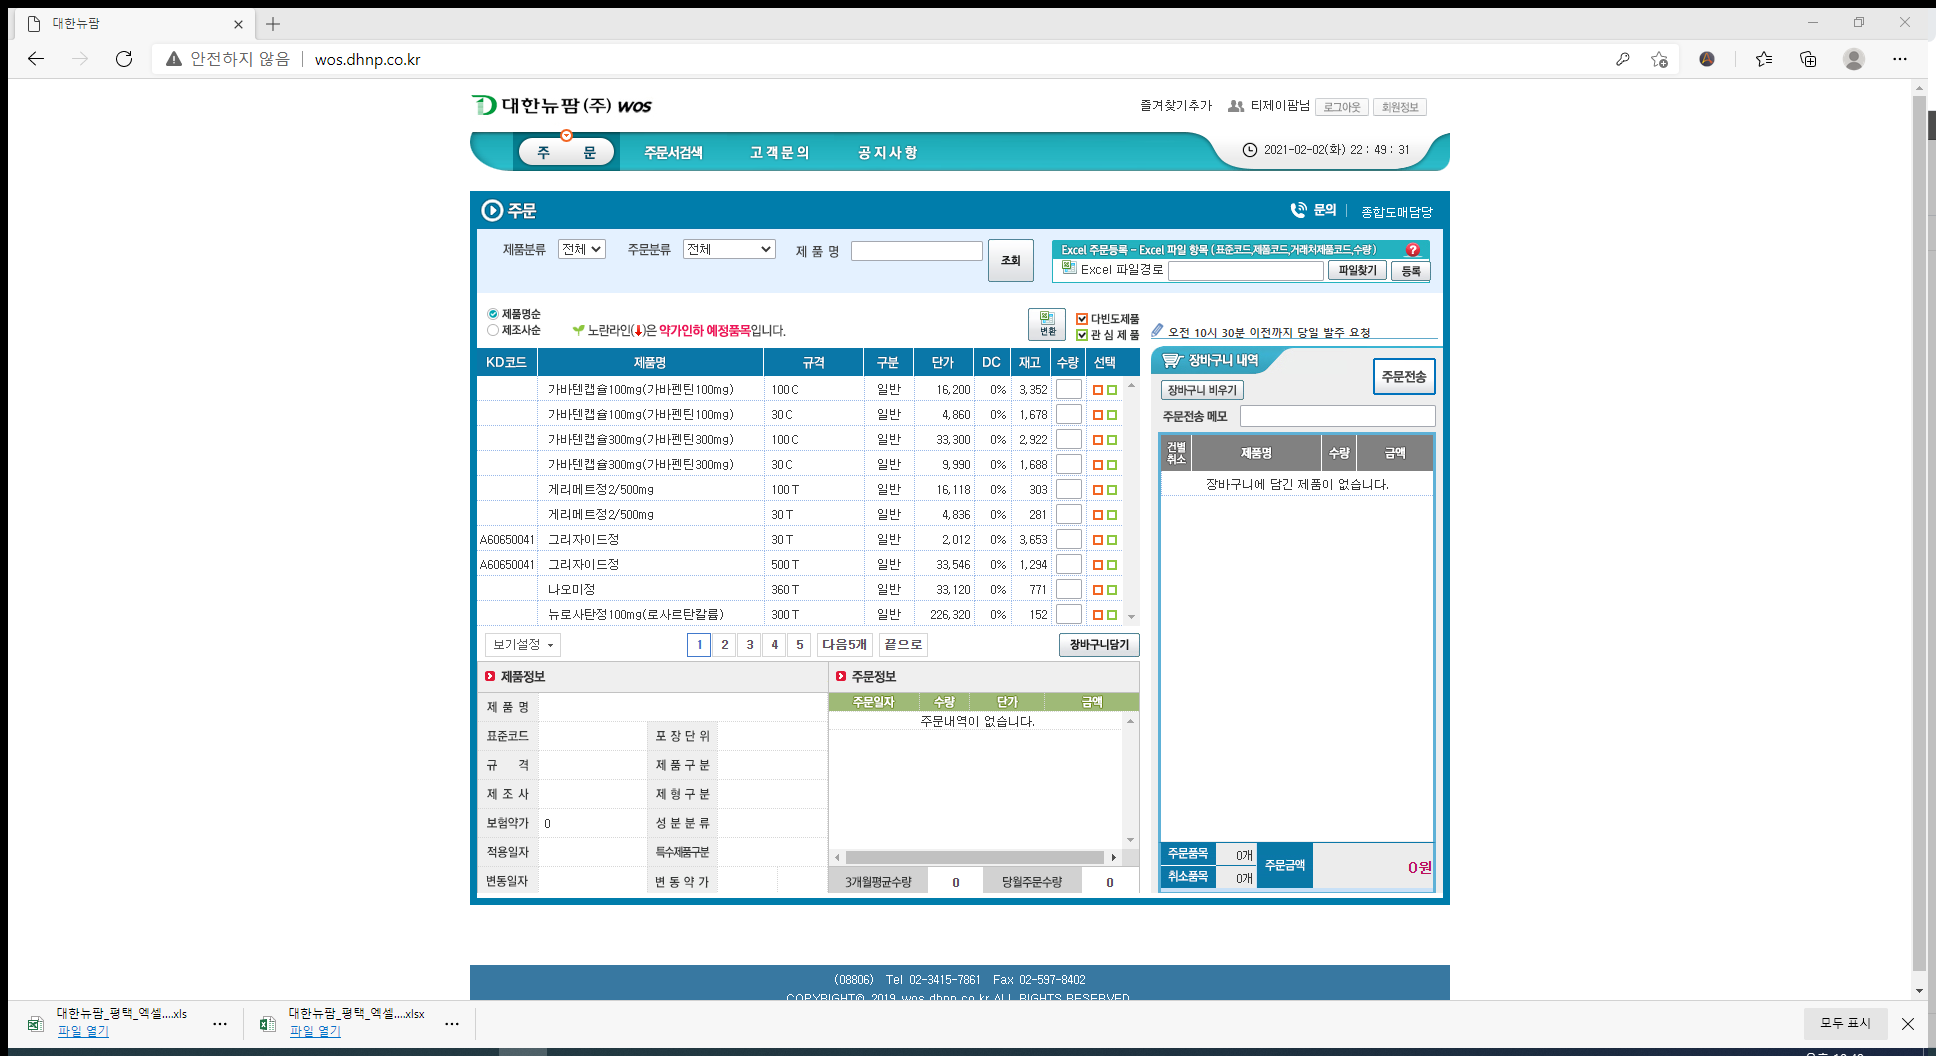 대한뉴팜
안전하지 않음 wos.dhnp.co.kr
대한뉴팜(주) WOS
즐겨찾기추가 티제이팜님 로그아웃 회원정보
주 문 주문서검색 고객문의 공지사항 2021-02-02(화) 22 : 49 : 31
주문 문의 종합도매담당
제품분류 전체 주문분류 전체 제 품 명 조회
Excel 주문등록 - Excel 파일 항목 (표준코드,제품코드,거래처제품코드,수량) ?
Excel 파일경로 파일찾기 등록
제품명순
제조사순
노란라인(↓)은 약가인하 예정품목입니다.
변환
다빈도제품
관 심 제 품
오전 10시 30분 이전까지 당일 발주 요청
KD코드 제품명 규격 구분 단가 DC 재고 수량 선택
가바텐캡슐100mg(가바펜틴100mg) 100 C 일반 16,200 0% 3,352
가바텐캡슐100mg(가바펜틴100mg) 30 C 일반 4,860 0% 1,678
가바텐캡슐300mg(가바펜틴300mg) 100 C 일반 33,300 0% 2,922
가바텐캡슐300mg(가바펜틴300mg) 30 C 일반 9,990 0% 1,688
게리메트정2/500mg 100 T 일반 16,118 0% 303
게리메트정2/500mg 30 T 일반 4,836 0% 281
A60650041 그리자이드정 30 T 일반 2,012 0% 3,653
A60650041 그리자이드정 500 T 일반 33,546 0% 1,294
나오미정 360 T 일반 33,120 0% 771
뉴로사탄정100mg(로사르탄칼륨) 300 T 일반 226,320 0% 152
보기설정 1 2 3 4 5 다음5개 끝으로 장바구니담기
장바구니 내역
주문전송
장바구니 비우기
주문전송 메모
건별취소 제품명 수량 금액
장바구니에 담긴 제품이 없습니다.
제품정보
제 품 명
표준코드 포 장 단 위
규 격 제 품 구 분
제 조 사 제 형 구 분
보험약가 0 성 분 분 류
적용일자 특수제품구분
변동일자 변 동 약 가
주문정보
주문일자 수량 단가 금액
주문내역이 없습니다.
3개월평균수량 0 당월주문수량 0
주문품목 0개
취소품목 0개
주문금액 0원
(08806) Tel 02-3415-7861 Fax 02-597-8402
COPYRIGHT© 2019 wos.dhnp.co.kr ALL RIGHTS RESERVED
대한뉴팜_평택_엑셀....xls
파일 열기
대한뉴팜_평택_엑셀....xlsx
파일 열기
모두 표시